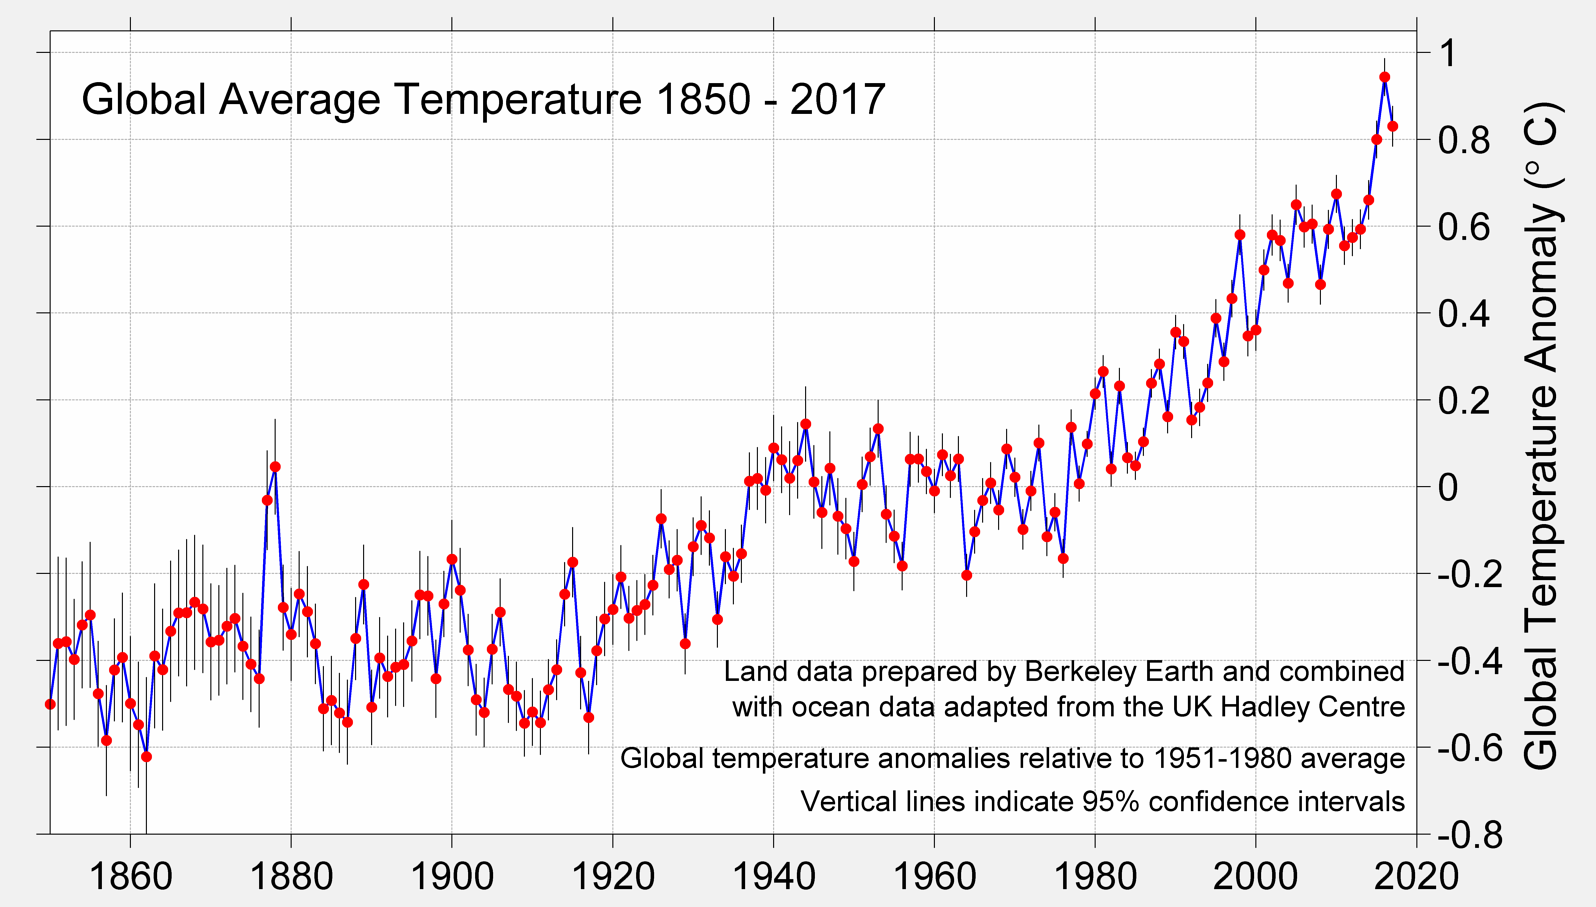 Global Average Temperature 1850 - 2017
1
0.8
0.6
0.4
0.2
0
-0.2
-0.4
-0.6
-0.8
Global Temperature Anomaly (° C)
Land data prepared by Berkeley Earth and combined
with ocean data adapted from the UK Hadley Centre
Global temperature anomalies relative to 1951-1980 average
Vertical lines indicate 95% confidence intervals
1860 1880 1900 1920 1940 1960 1980 2000 2020